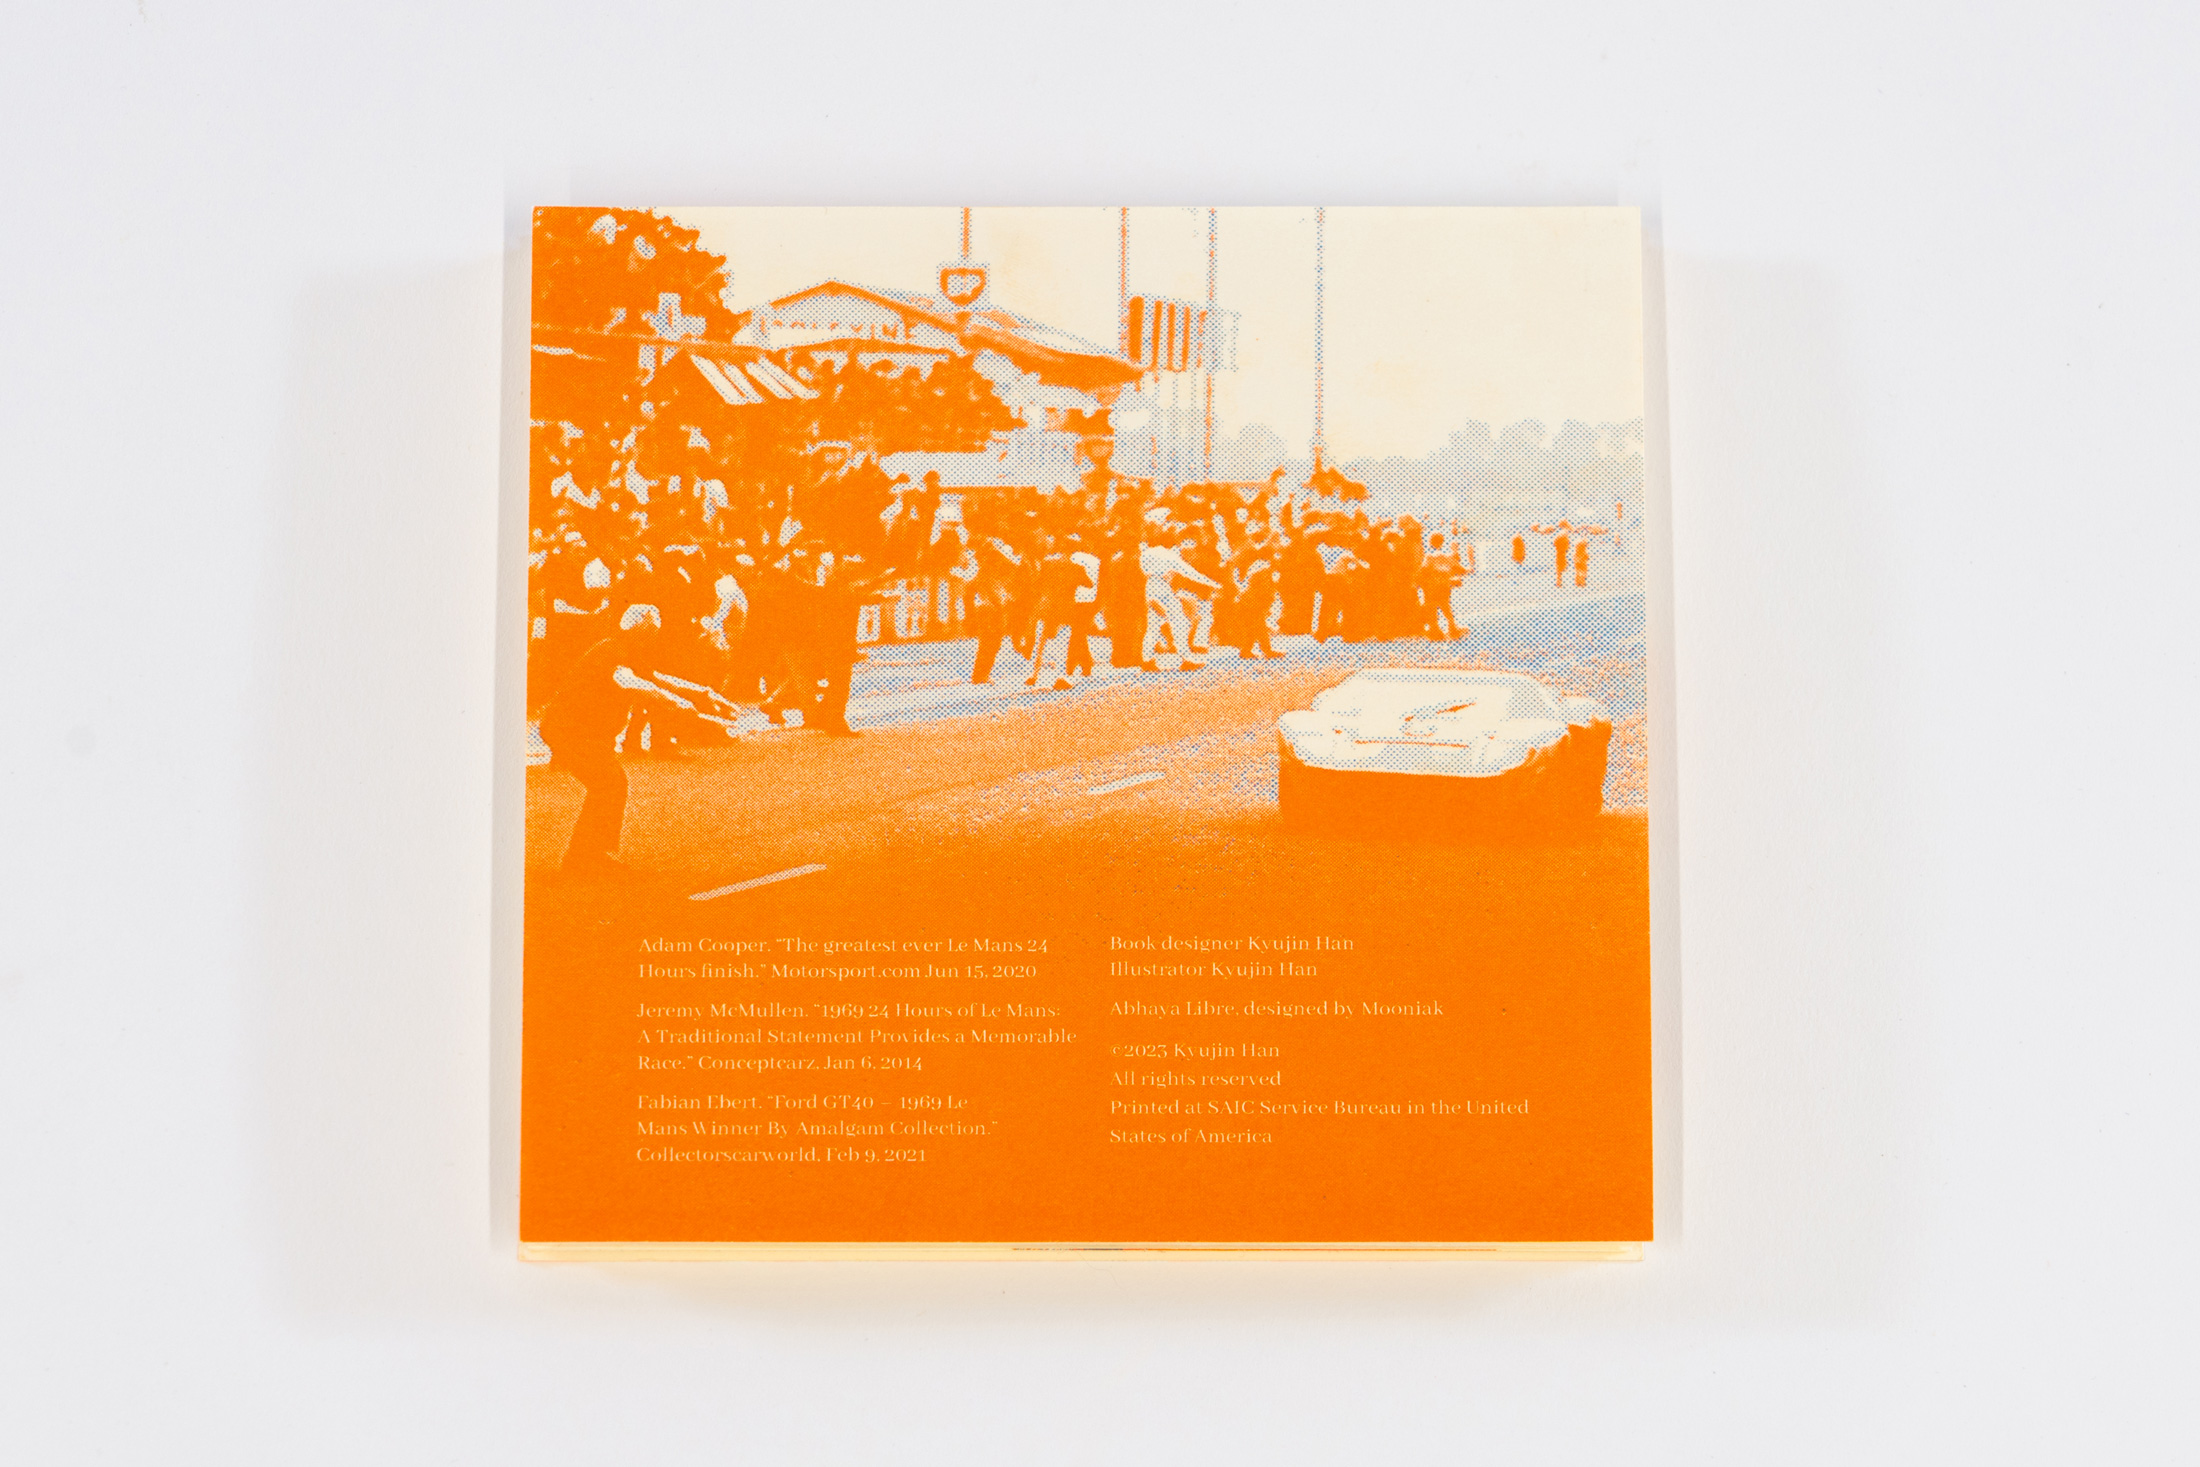 Adam Cooper. “The greatest ever Le Mans 24
Hours finish.” Motorsport.com Jun 15, 2020
Jeremy McMullen. “1969 24 Hours of Le Mans:
A Traditional Statement Provides a Memorable
Race.” Conceptcarz, Jan 6, 2014
Fabian Ebert. “Ford GT40 – 1969 Le
Mans Winner By Amalgam Collection.”
Collectorscarworld, Feb 9, 2021
Book designer Kyujin Han
Illustrator Kyujin Han
Abhaya Libre, designed by Mooniak
©2023 Kyujin Han
All rights reserved
Printed at SAIC Service Bureau in the United
States of America